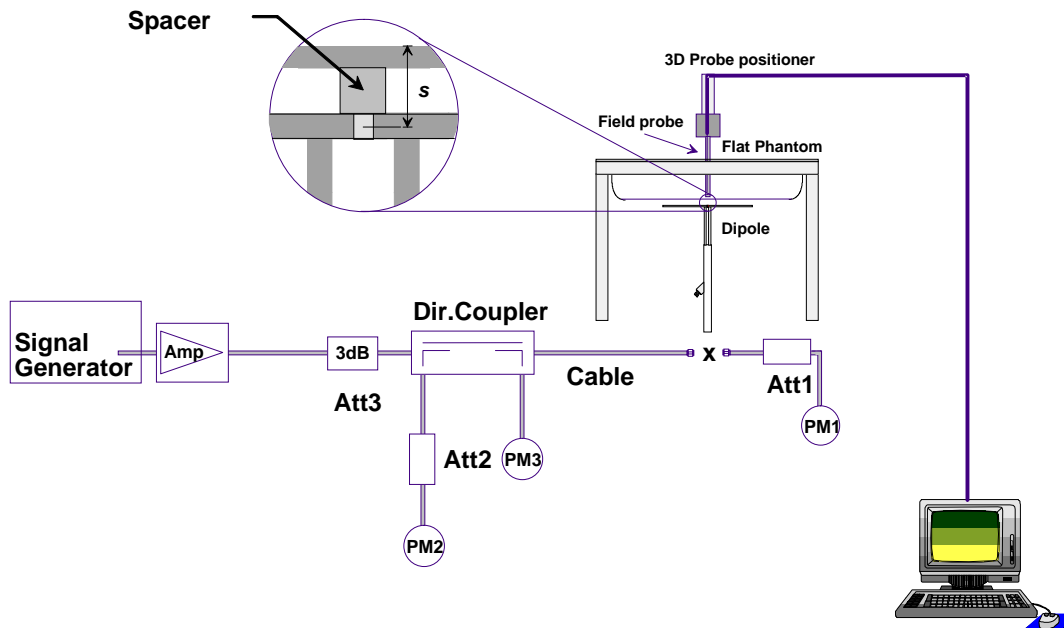 Spacer
s
3D Probe positioner
Field probe
Flat Phantom
Dipole
Dir.Coupler
Signal
Generator
Amp
3dB
x
Cable
Att3
Att1
PM1
Att2
PM3
PM2